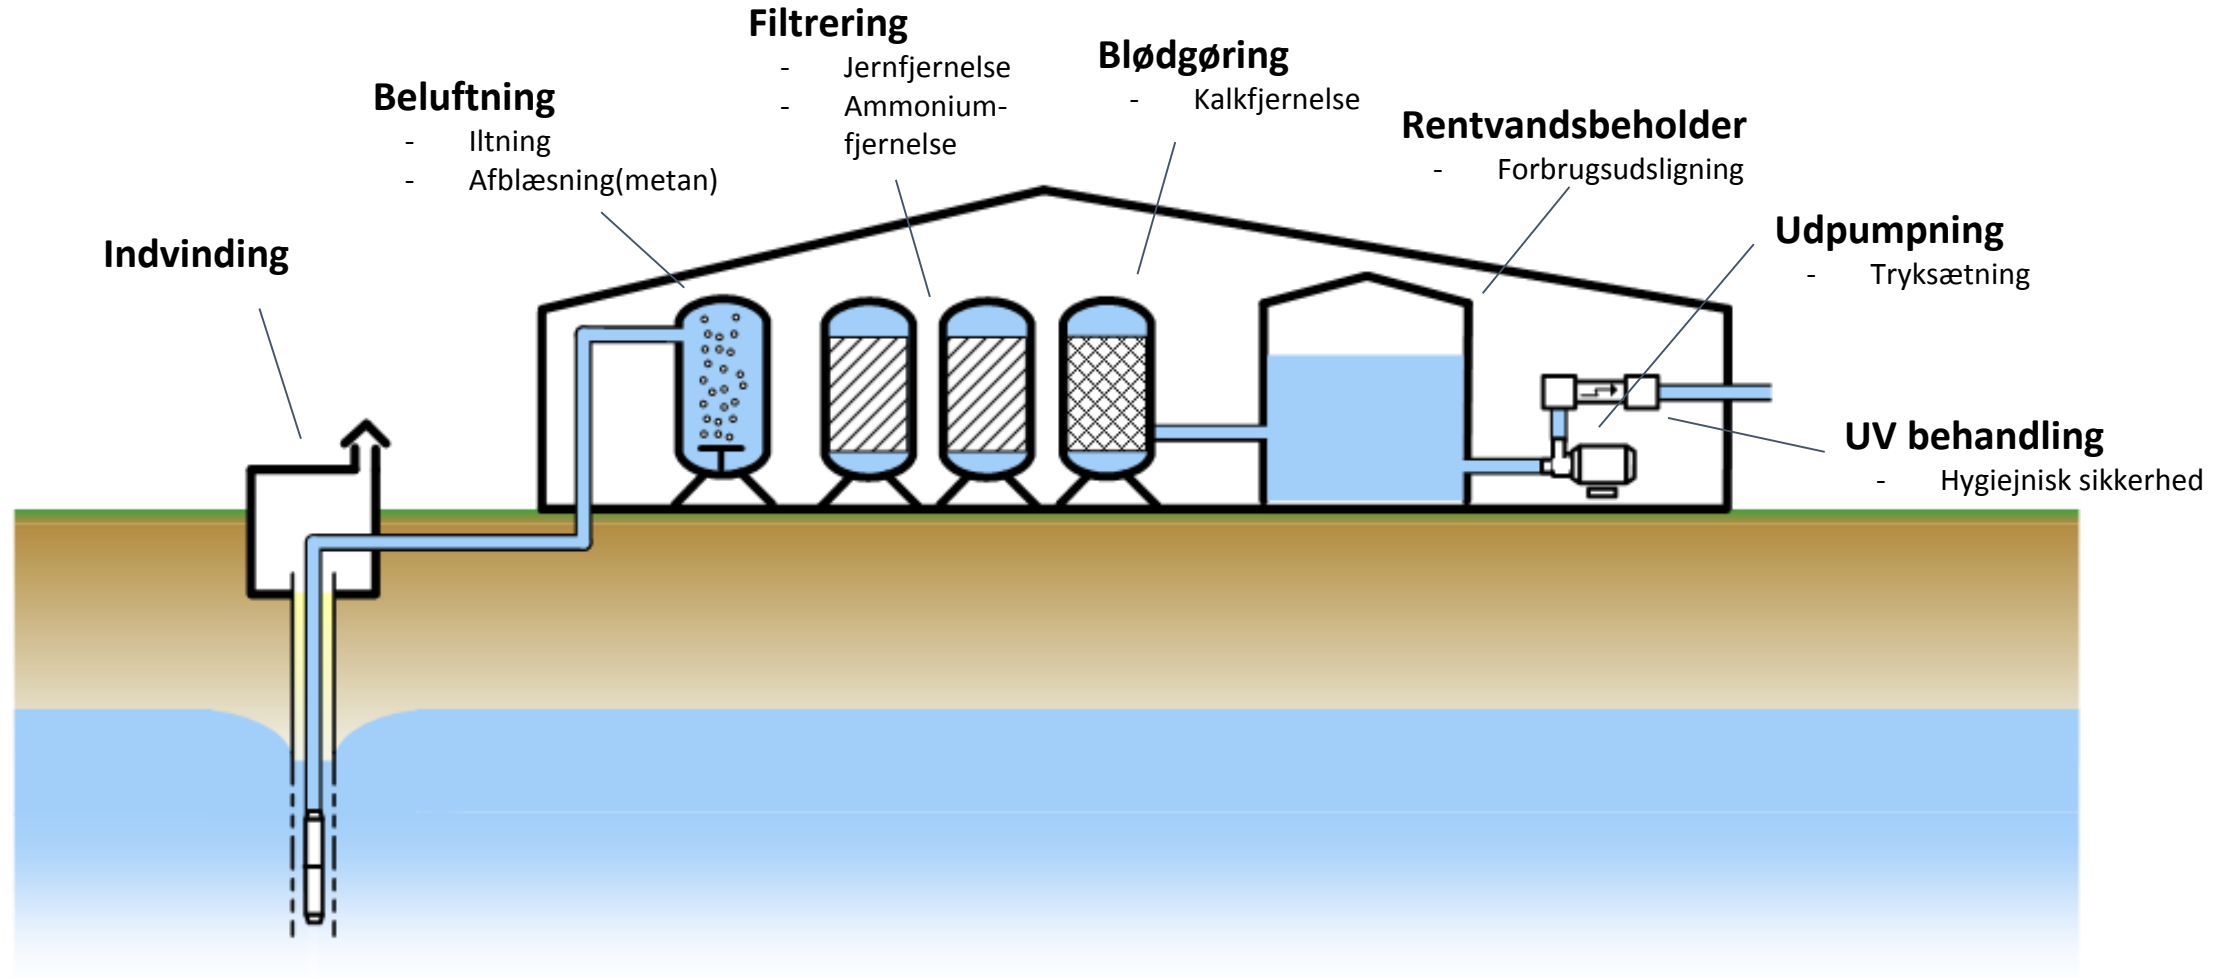 Indvinding
Beluftning
- Iltning
- Afblæsning(metan)
Filtrering
- Jernfjernelse
- Ammonium-
fjernelse
Blødgøring
- Kalkfjernelse
Rentvandsbeholder
- Forbrugsudsligning
Udpumpning
- Tryksætning
UV behandling
- Hygiejnisk sikkerhed